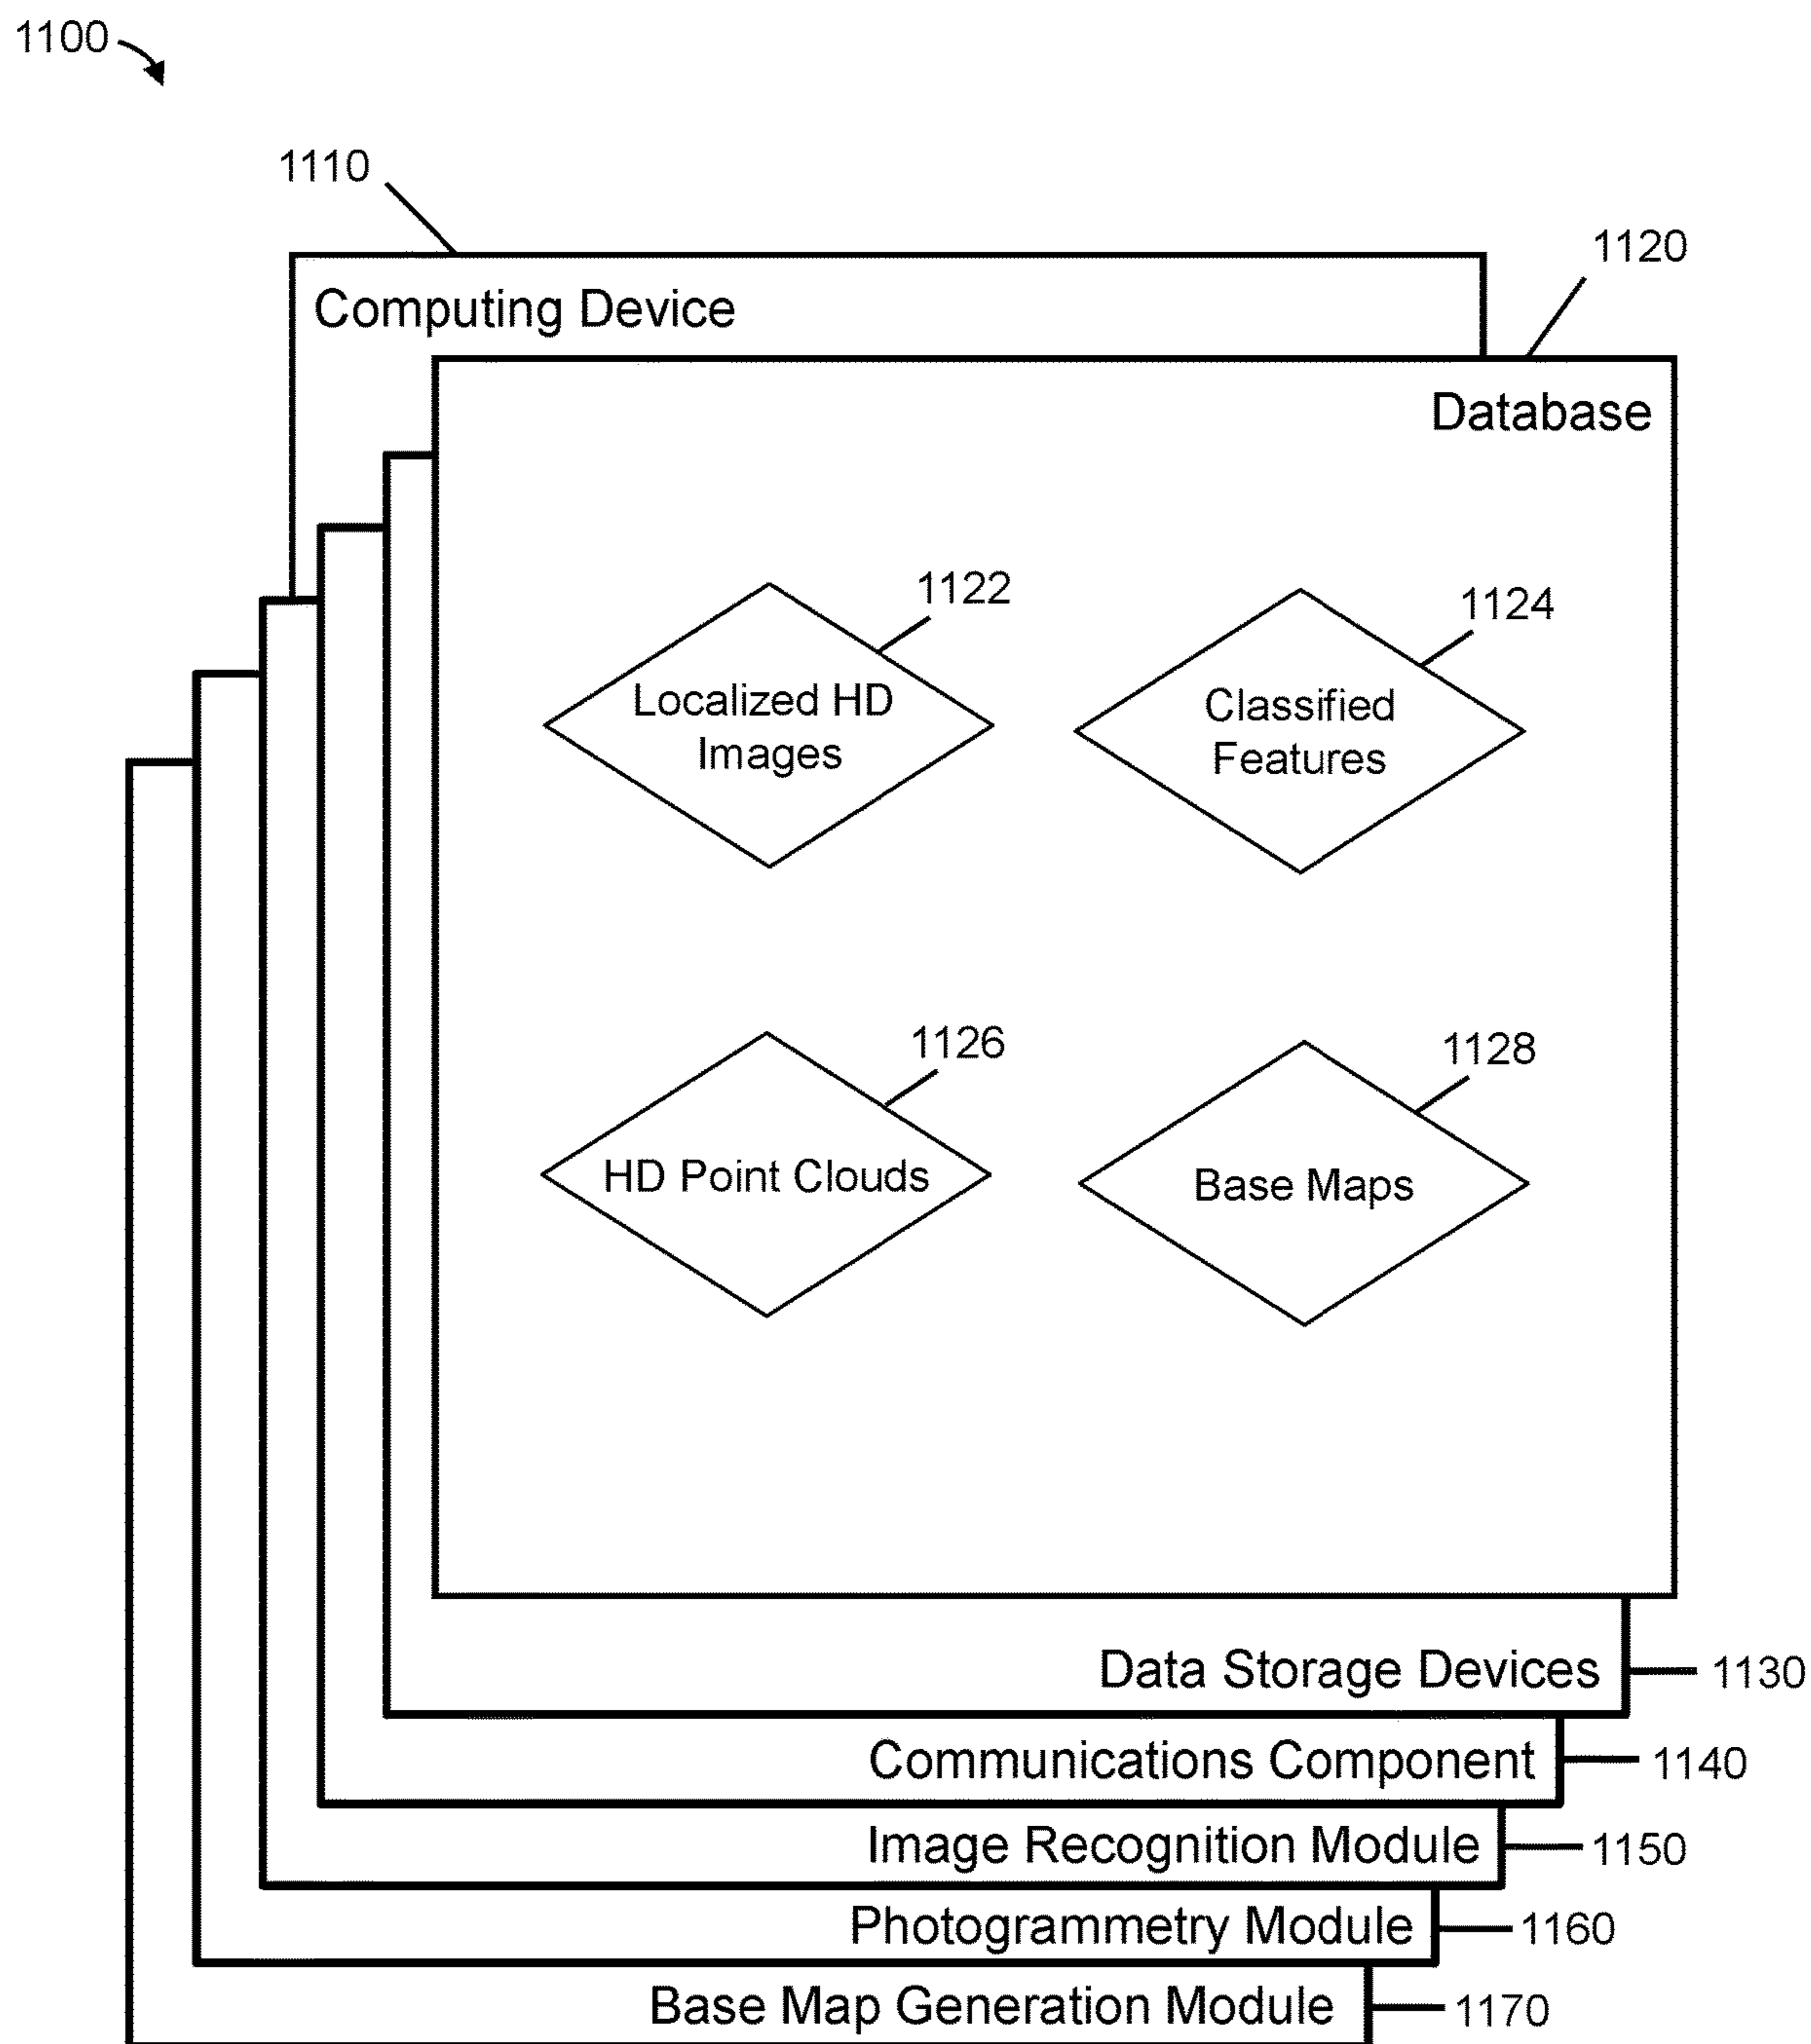 1100
1110
1120
Computing Device
Database
1122
1124
Localized HD
Images
Classified
Features
1126
1128
HD Point Clouds
Base Maps
Data Storage Devices
1130
Communications Component
1140
Image Recognition Module
1150
Photogrammetry Module
1160
Base Map Generation Module
1170